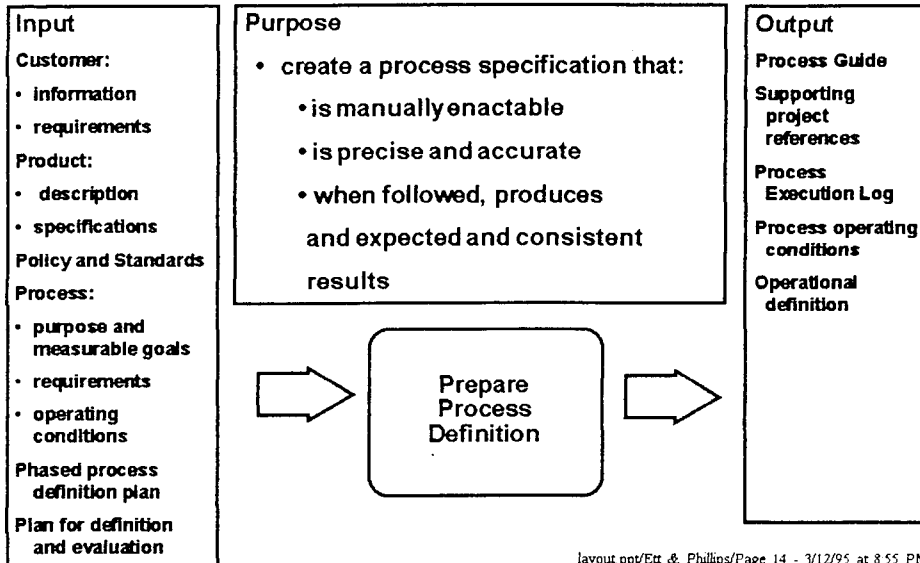 Input
Customer:
• information
• requirements
Product:
• description
• specifications
Policy and Standards
Process:
• purpose and
measurable goals
• requirements
• operating
conditions
Phased process
definition plan
Plan for definition
and evaluation
Purpose
• create a process specification that:
• is manually enactable
• is precise and accurate
• when followed, produces
and expected and consistent
results
Prepare
Process
Definition
Output
Process Guide
Supporting
project
references
Process
Execution Log
Process operating
conditions
Operational
definition
layout.ppt/Ett & Phillips/Page 14 - 3/12/95 at 8:55 PM